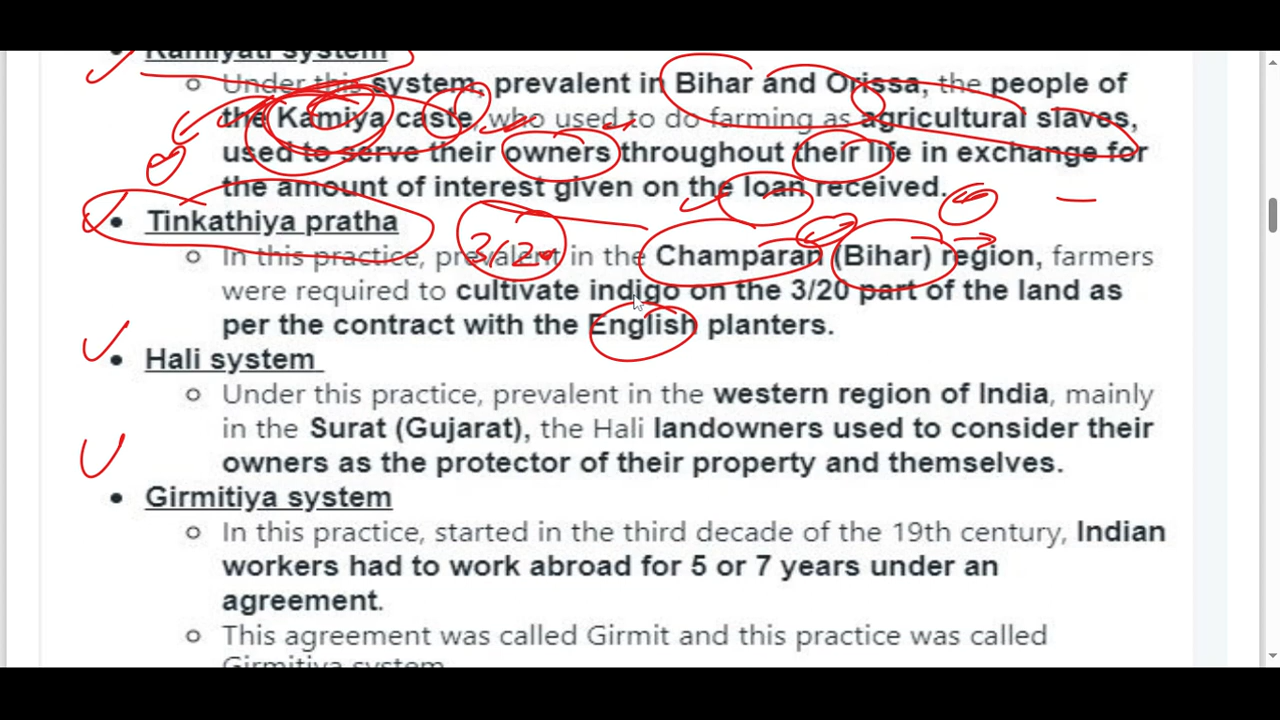 Kamiyati system
Under this system, prevalent in Bihar and Orissa, the people of
the Kamiya caste, who used to do farming as agricultural slaves,
used to serve their owners throughout their life in exchange for
the amount of interest given on the loan received.
Tinkathiya pratha
3/20
In this practice, prevalent in the Champaran (Bihar) region, farmers
were required to cultivate indigo on the 3/20 part of the land as
per the contract with the English planters.
Hali system
Under this practice, prevalent in the western region of India, mainly
in the Surat (Gujarat), the Hali landowners used to consider their
owners as the protector of their property and themselves.
Girmitiya system
In this practice, started in the third decade of the 19th century, Indian
workers had to work abroad for 5 or 7 years under an
agreement.
This agreement was called Girmit and this practice was called
Girmitiya system